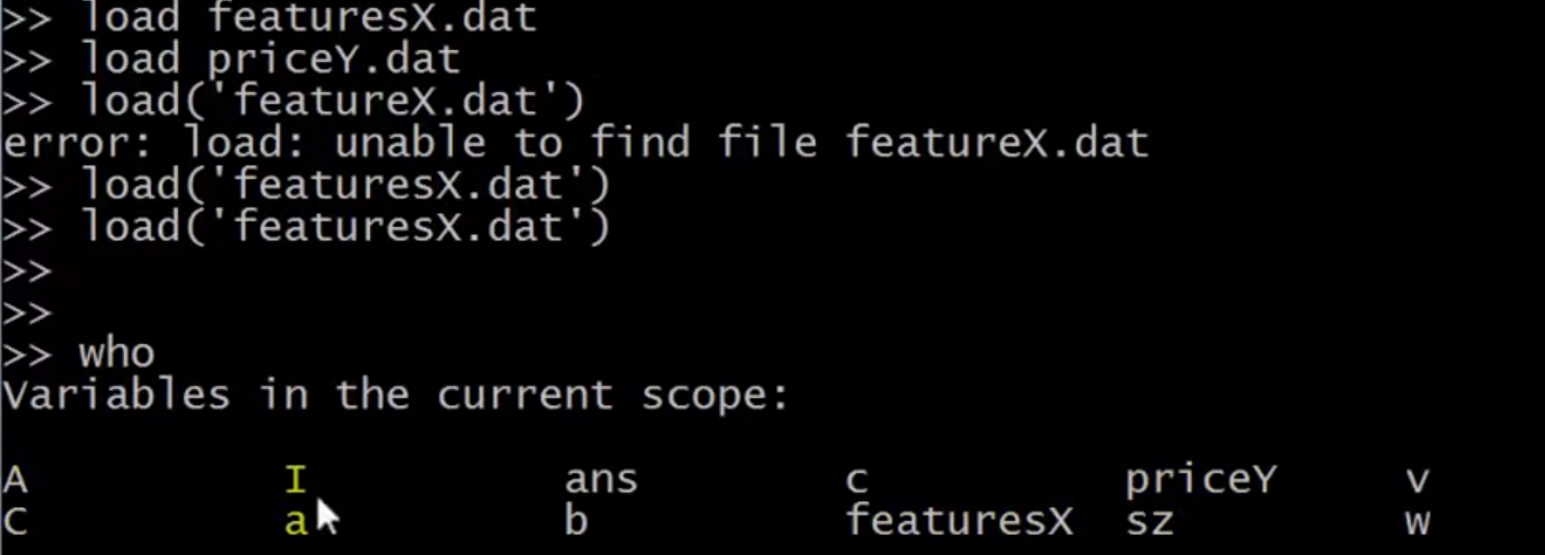 >> load featuresX.dat
>> load priceY.dat
>> load('featureX.dat')
error: load: unable to find file featureX.dat
>> load('featuresX.dat')
>> load('featuresX.dat')
>>
>>
>> who
Variables in the current scope:
A I ans c priceY v
C a b featuresX sz w